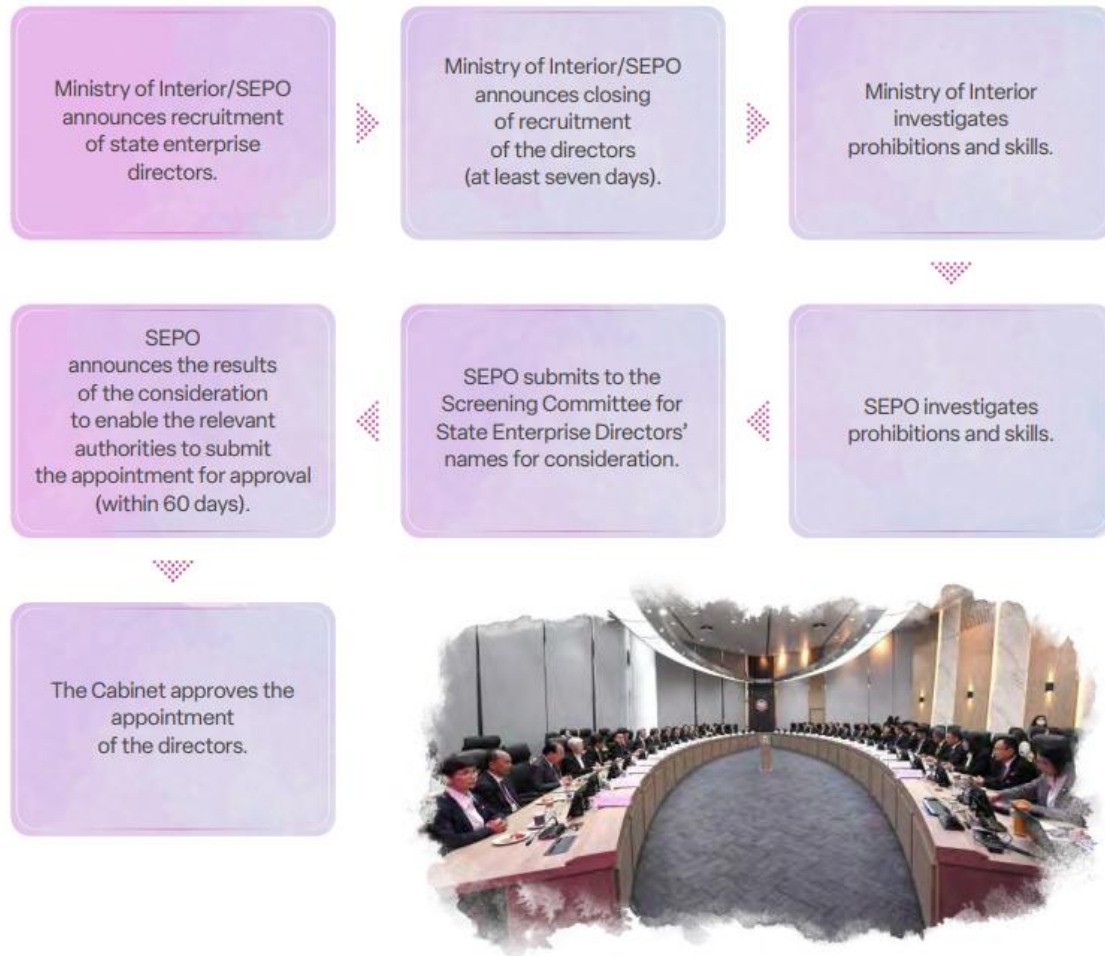 Ministry of Interior/SEPO
announces recruitment
of state enterprise
directors.
Ministry of Interior/SEPO
announces closing
of recruitment
of the directors
(at least seven days).
Ministry of Interior
investigates
prohibitions and skills.
SEPO investigates
prohibitions and skills.
SEPO submits to the
Screening Committee for
State Enterprise Directors’
names for consideration.
SEPO
announces the results
of the consideration
to enable the relevant
authorities to submit
the appointment for approval
(within 60 days).
The Cabinet approves the
appointment
of the directors.